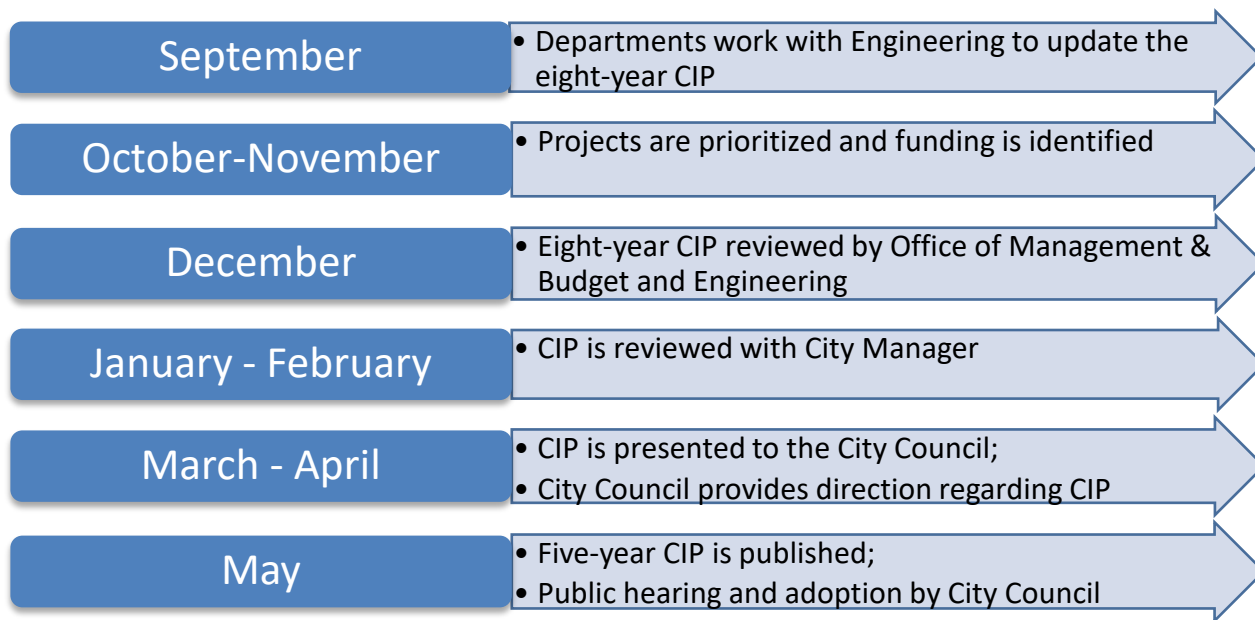 September
• Departments work with Engineering to update the
eight-year CIP
October-November
• Projects are prioritized and funding is identified
December
• Eight-year CIP reviewed by Office of Management &
Budget and Engineering
January - February
• CIP is reviewed with City Manager
March - April
• CIP is presented to the City Council;
• City Council provides direction regarding CIP
May
• Five-year CIP is published;
• Public hearing and adoption by City Council